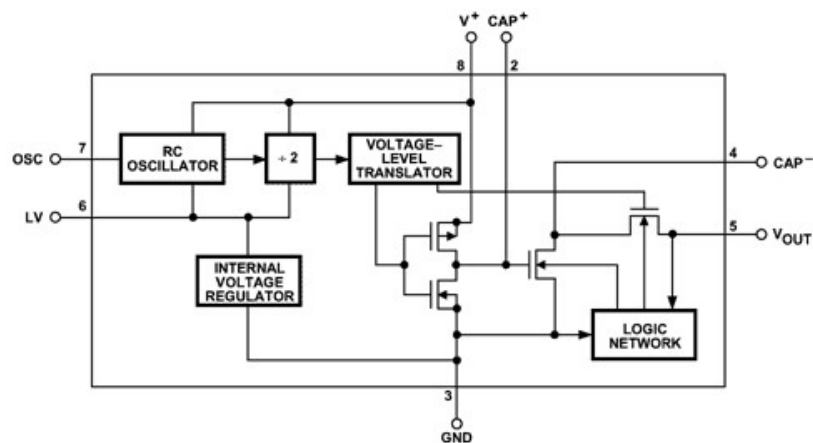 V+ CAP+
8 2
OSC 7
RC
OSCILLATOR
÷ 2
VOLTAGE–
LEVEL
TRANSLATOR
4 CAP–
LV 6
5 VOUT
INTERNAL
VOLTAGE
REGULATOR
LOGIC
NETWORK
3
GND